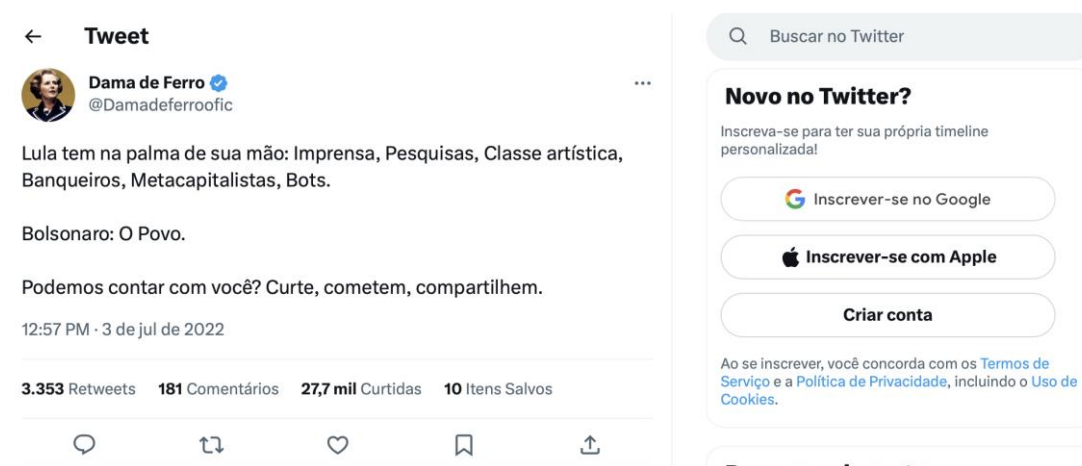 Tweet
Dama de Ferro
@Damadeferroofic
Lula tem na palma de sua mão: Imprensa, Pesquisas, Classe artística,
Banqueiros, Metacapitalistas, Bots.
Bolsonaro: O Povo.
Podemos contar com você? Curte, cometem, compartilhem.
12:57 PM · 3 de jul de 2022
3.353 Retweets 181 Comentários 27,7 mil Curtidas 10 Itens Salvos
Buscar no Twitter
Novo no Twitter?
Inscreva-se para ter sua própria timeline
personalizada!
Inscrever-se no Google
Inscrever-se com Apple
Criar conta
Ao se inscrever, você concorda com os Termos de
Serviço e a Política de Privacidade, incluindo o Uso de
Cookies.